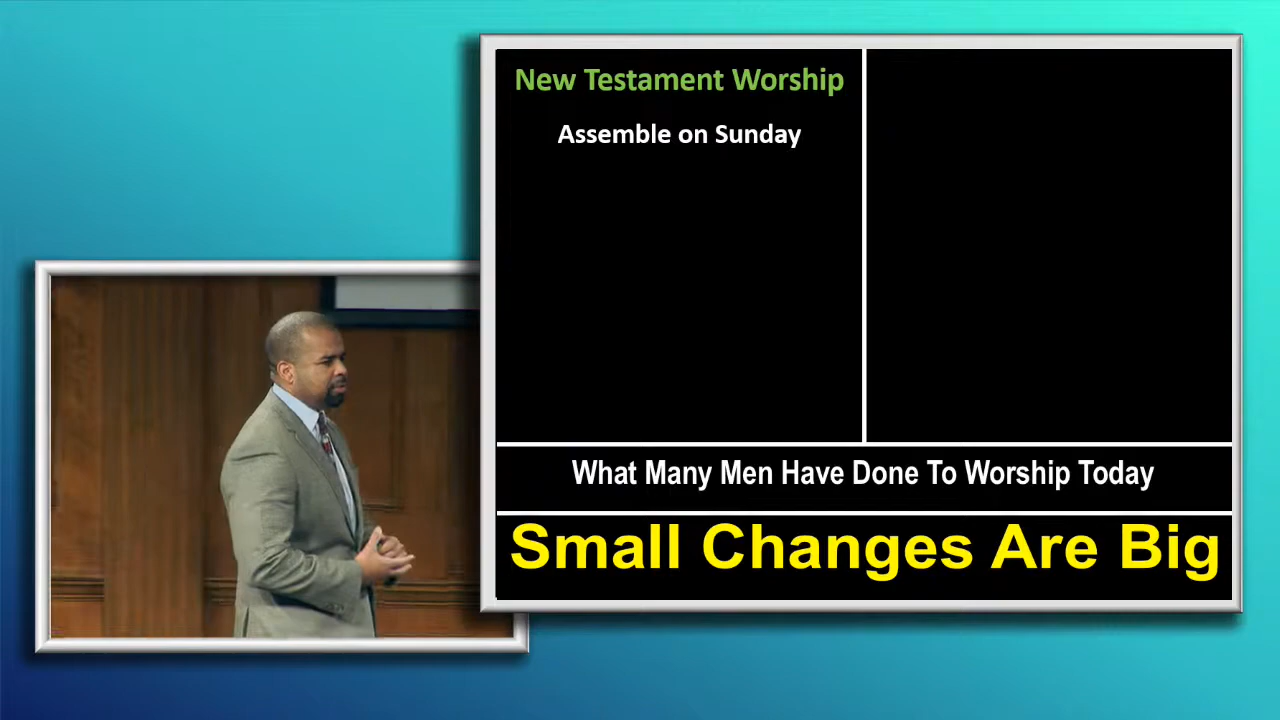 New Testament Worship
Assemble on Sunday
What Many Men Have Done To Worship Today
Small Changes Are Big